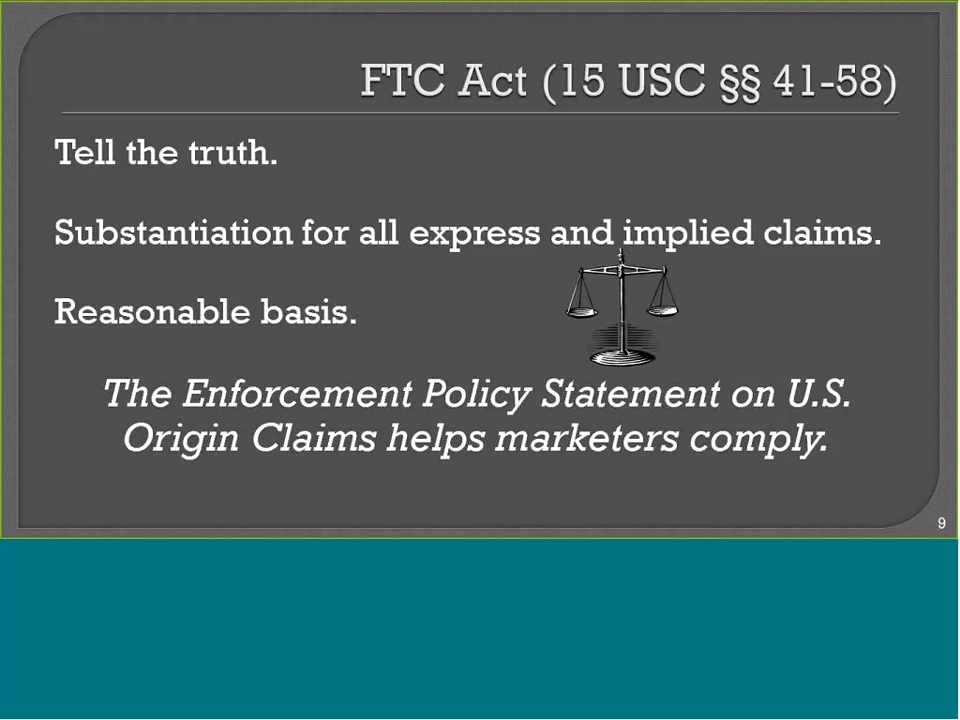 FTC Act (15 USC §§ 41-58)
Tell the truth.
Substantiation for all express and implied claims.
Reasonable basis.
The Enforcement Policy Statement on U.S.
Origin Claims helps marketers comply.
9